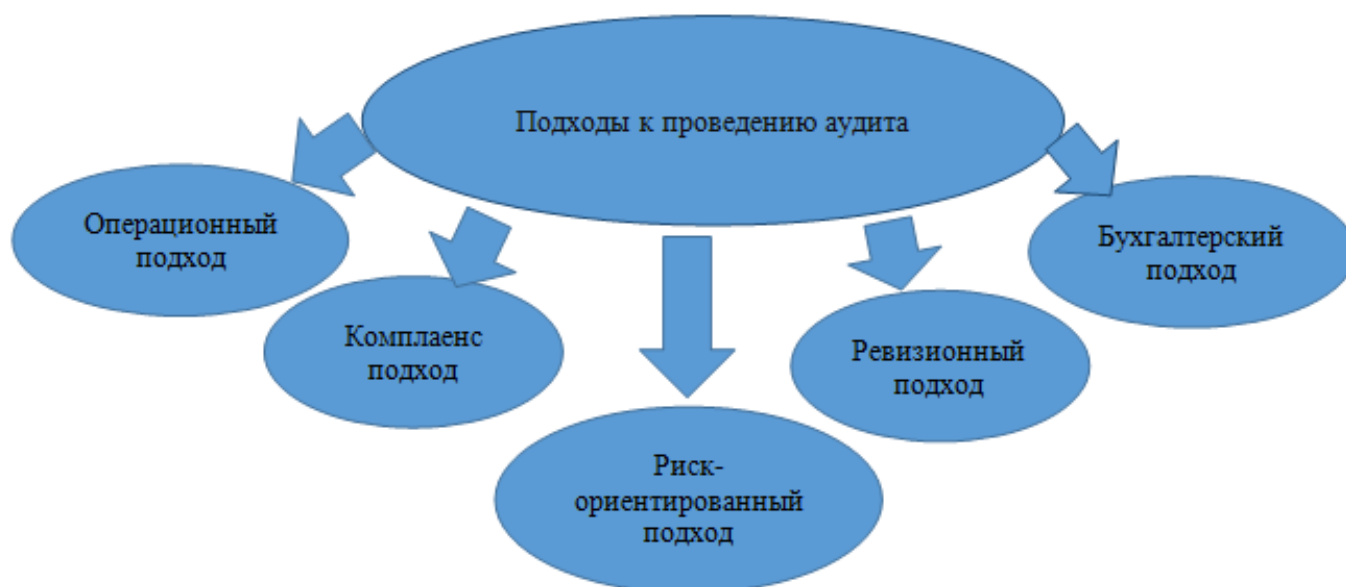 Подходы к проведению аудита
Операционный
подход
Комплаенс
подход
Риск-
ориентированный
подход
Ревизионный
подход
Бухгалтерский
подход